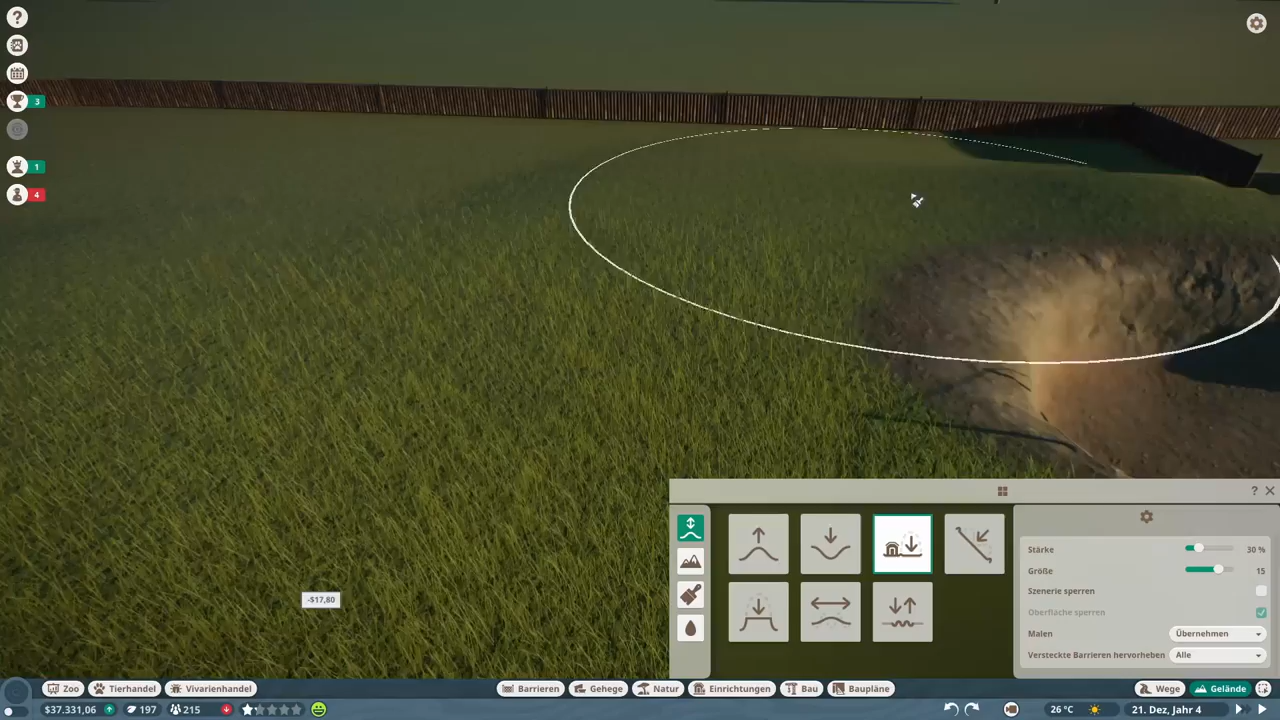 ?
3
1
4
-$17,80
?
Stärke 30 %
Größe 15
Szenerie sperren
Oberfläche sperren
Malen Übernehmen
Versteckte Barrieren hervorheben Alle
Zoo Tierhandel Vivarienhandel Barrieren Gehege Natur Einrichtungen Bau Baupläne Wege Gelände
$37.331,06 197 215 26 °C 21. Dez, Jahr 4